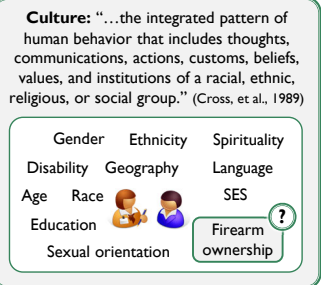 Culture: “…the integrated pattern of
human behavior that includes thoughts,
communications, actions, customs, beliefs,
values, and institutions of a racial, ethnic,
religious, or social group.” (Cross, et al., 1989)
Gender Ethnicity Spirituality
Disability Geography Language
Age Race SES
Education
?
Firearm
ownership
Sexual orientation